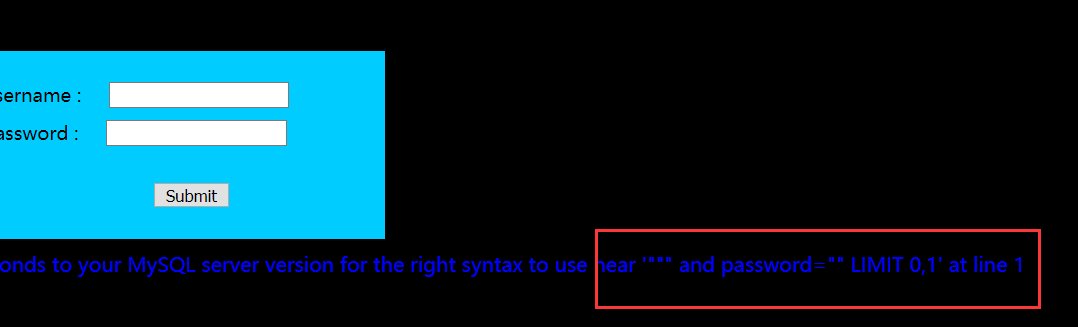 sername :
assword :
Submit
onds to your MySQL server version for the right syntax to use near '""" and password="" LIMIT 0,1' at line 1